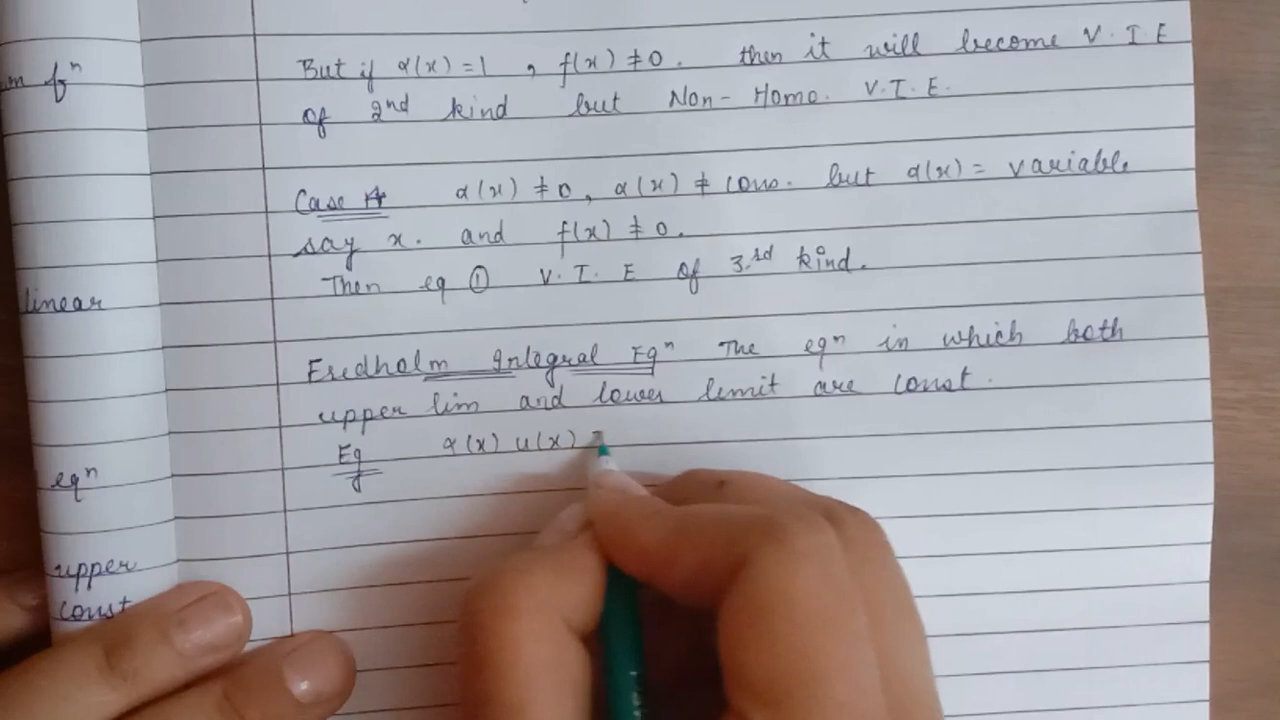 But if α(x) = 1 , f(x) ≠ 0 . then it will become V.I.E
of 2nd kind but Non-Homo. V.I.E.
Case α(x) ≠ 0 , α(x) ≠ cons. but α(x) = variable
say x. and f(x) ≠ 0.
Then eq ① V.I.E of 3rd kind.
Fredholm Integral Eqⁿ The eqⁿ in which both
upper lim and lower limit are const.
Eg α(x) u(x) =
fⁿ
linear
eqⁿ
upper
const